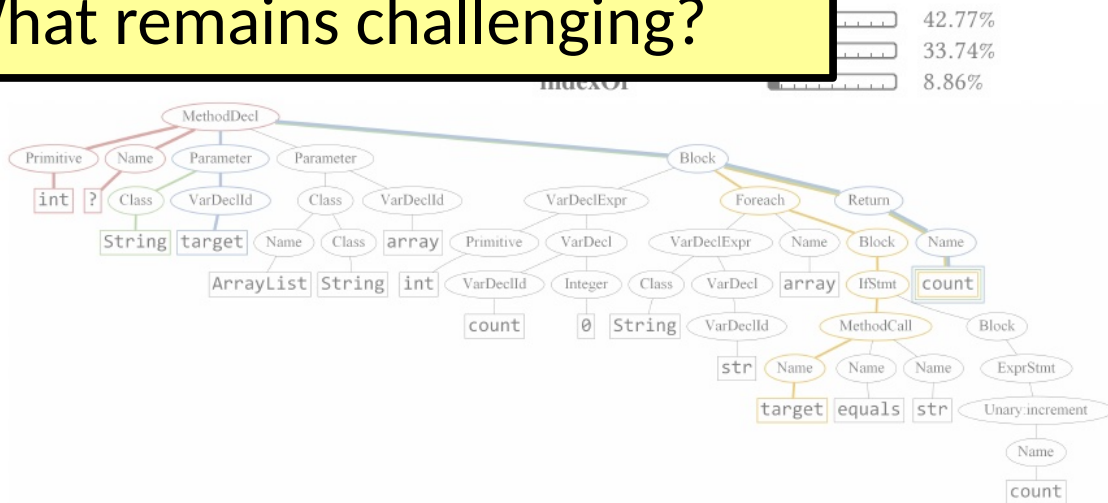 hat remains challenging?
42.77%
33.74%
indexOf 8.86%
MethodDecl
Primitive Name Parameter Parameter Block
int ? Class VarDeclId Class VarDeclId VarDeclExpr Foreach Return
String target Name Class array Primitive VarDecl VarDeclExpr Name Block Name
ArrayList String int VarDeclId Integer Class VarDecl array IfStmt count
count 0 String VarDeclId MethodCall Block
str Name Name Name ExprStmt
target equals str Unary:increment
Name
count